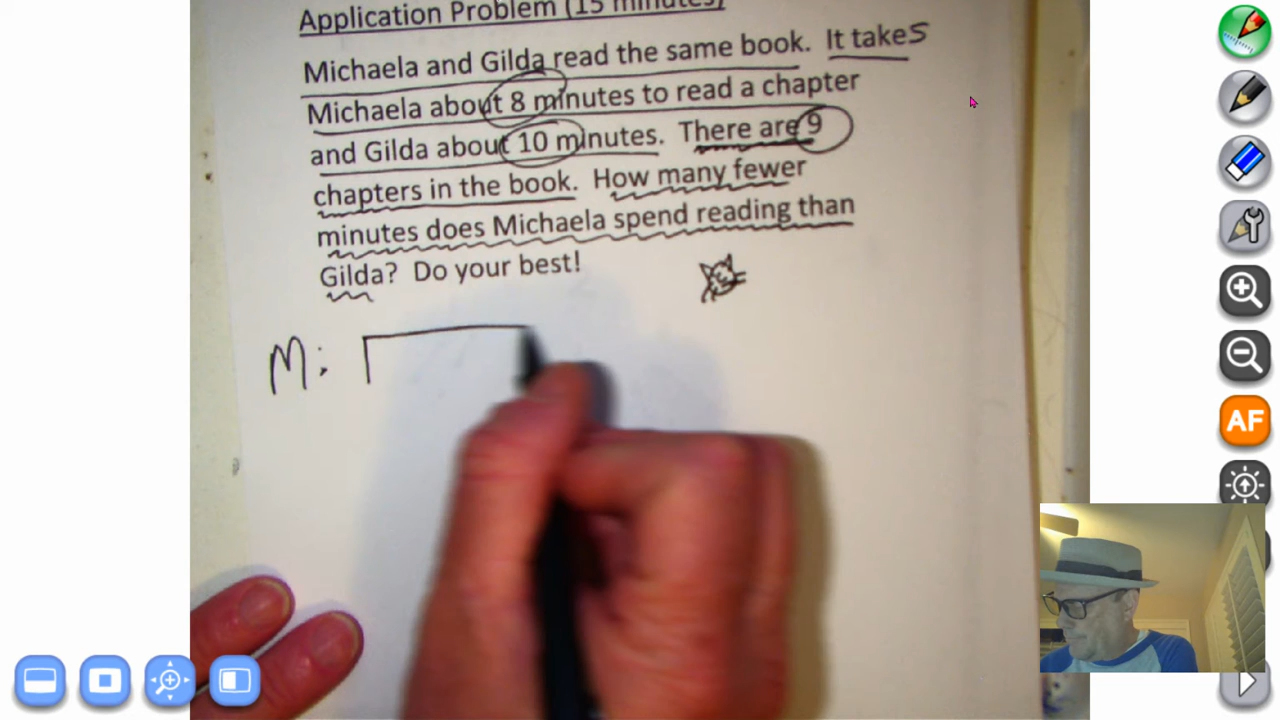 Application Problem (15 minutes)
Michaela and Gilda read the same book. It takes
Michaela about 8 minutes to read a chapter
and Gilda about 10 minutes. There are 9
chapters in the book. How many fewer
minutes does Michaela spend reading than
Gilda? Do your best!
M:
AF